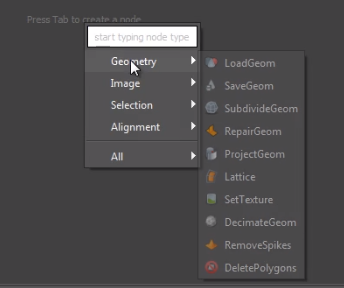 Press Tab to create a node
start typing node type
Geometry
Image
Selection
Alignment
All
LoadGeom
SaveGeom
SubdivideGeom
RepairGeom
ProjectGeom
Lattice
SetTexture
DecimateGeom
RemoveSpikes
DeletePolygons